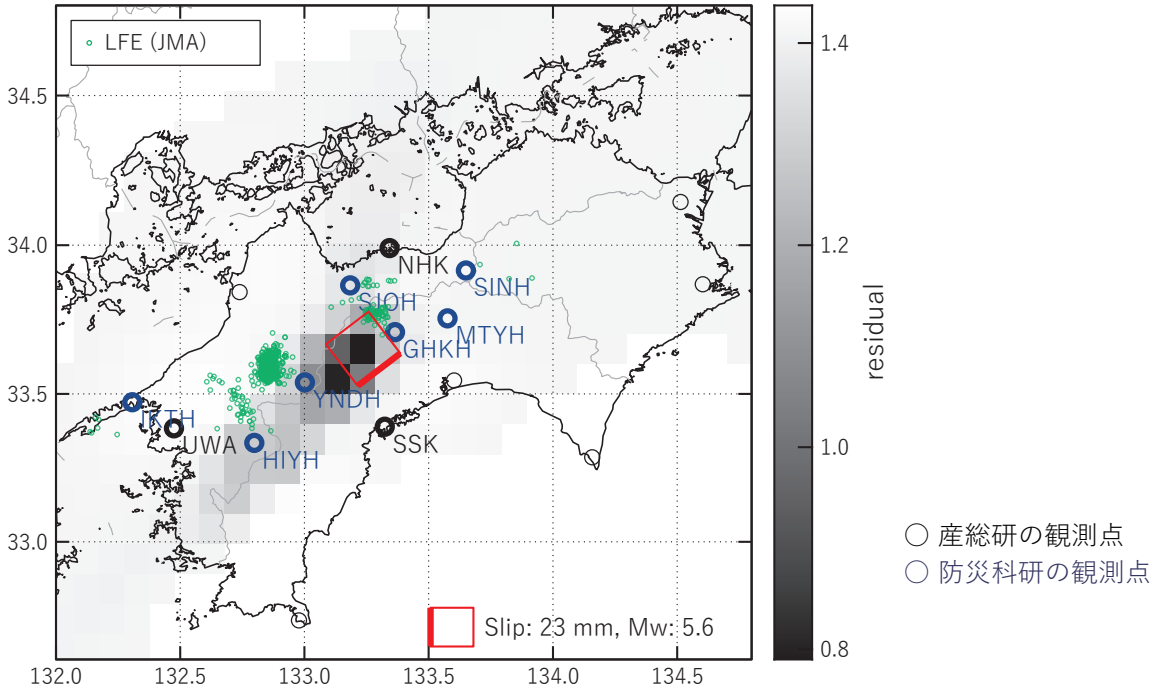 LFE (JMA)
34.5
34.0
33.5
33.0
NHK
SINH
SJOH
MTYH
GHKH
YNDH
IKTH
UWA
HIYH
SSK
Slip: 23 mm, Mw: 5.6
132.0 132.5 133.0 133.5 134.0 134.5
1.4
1.2
1.0
0.8
residual
産総研の観測点
防災科研の観測点